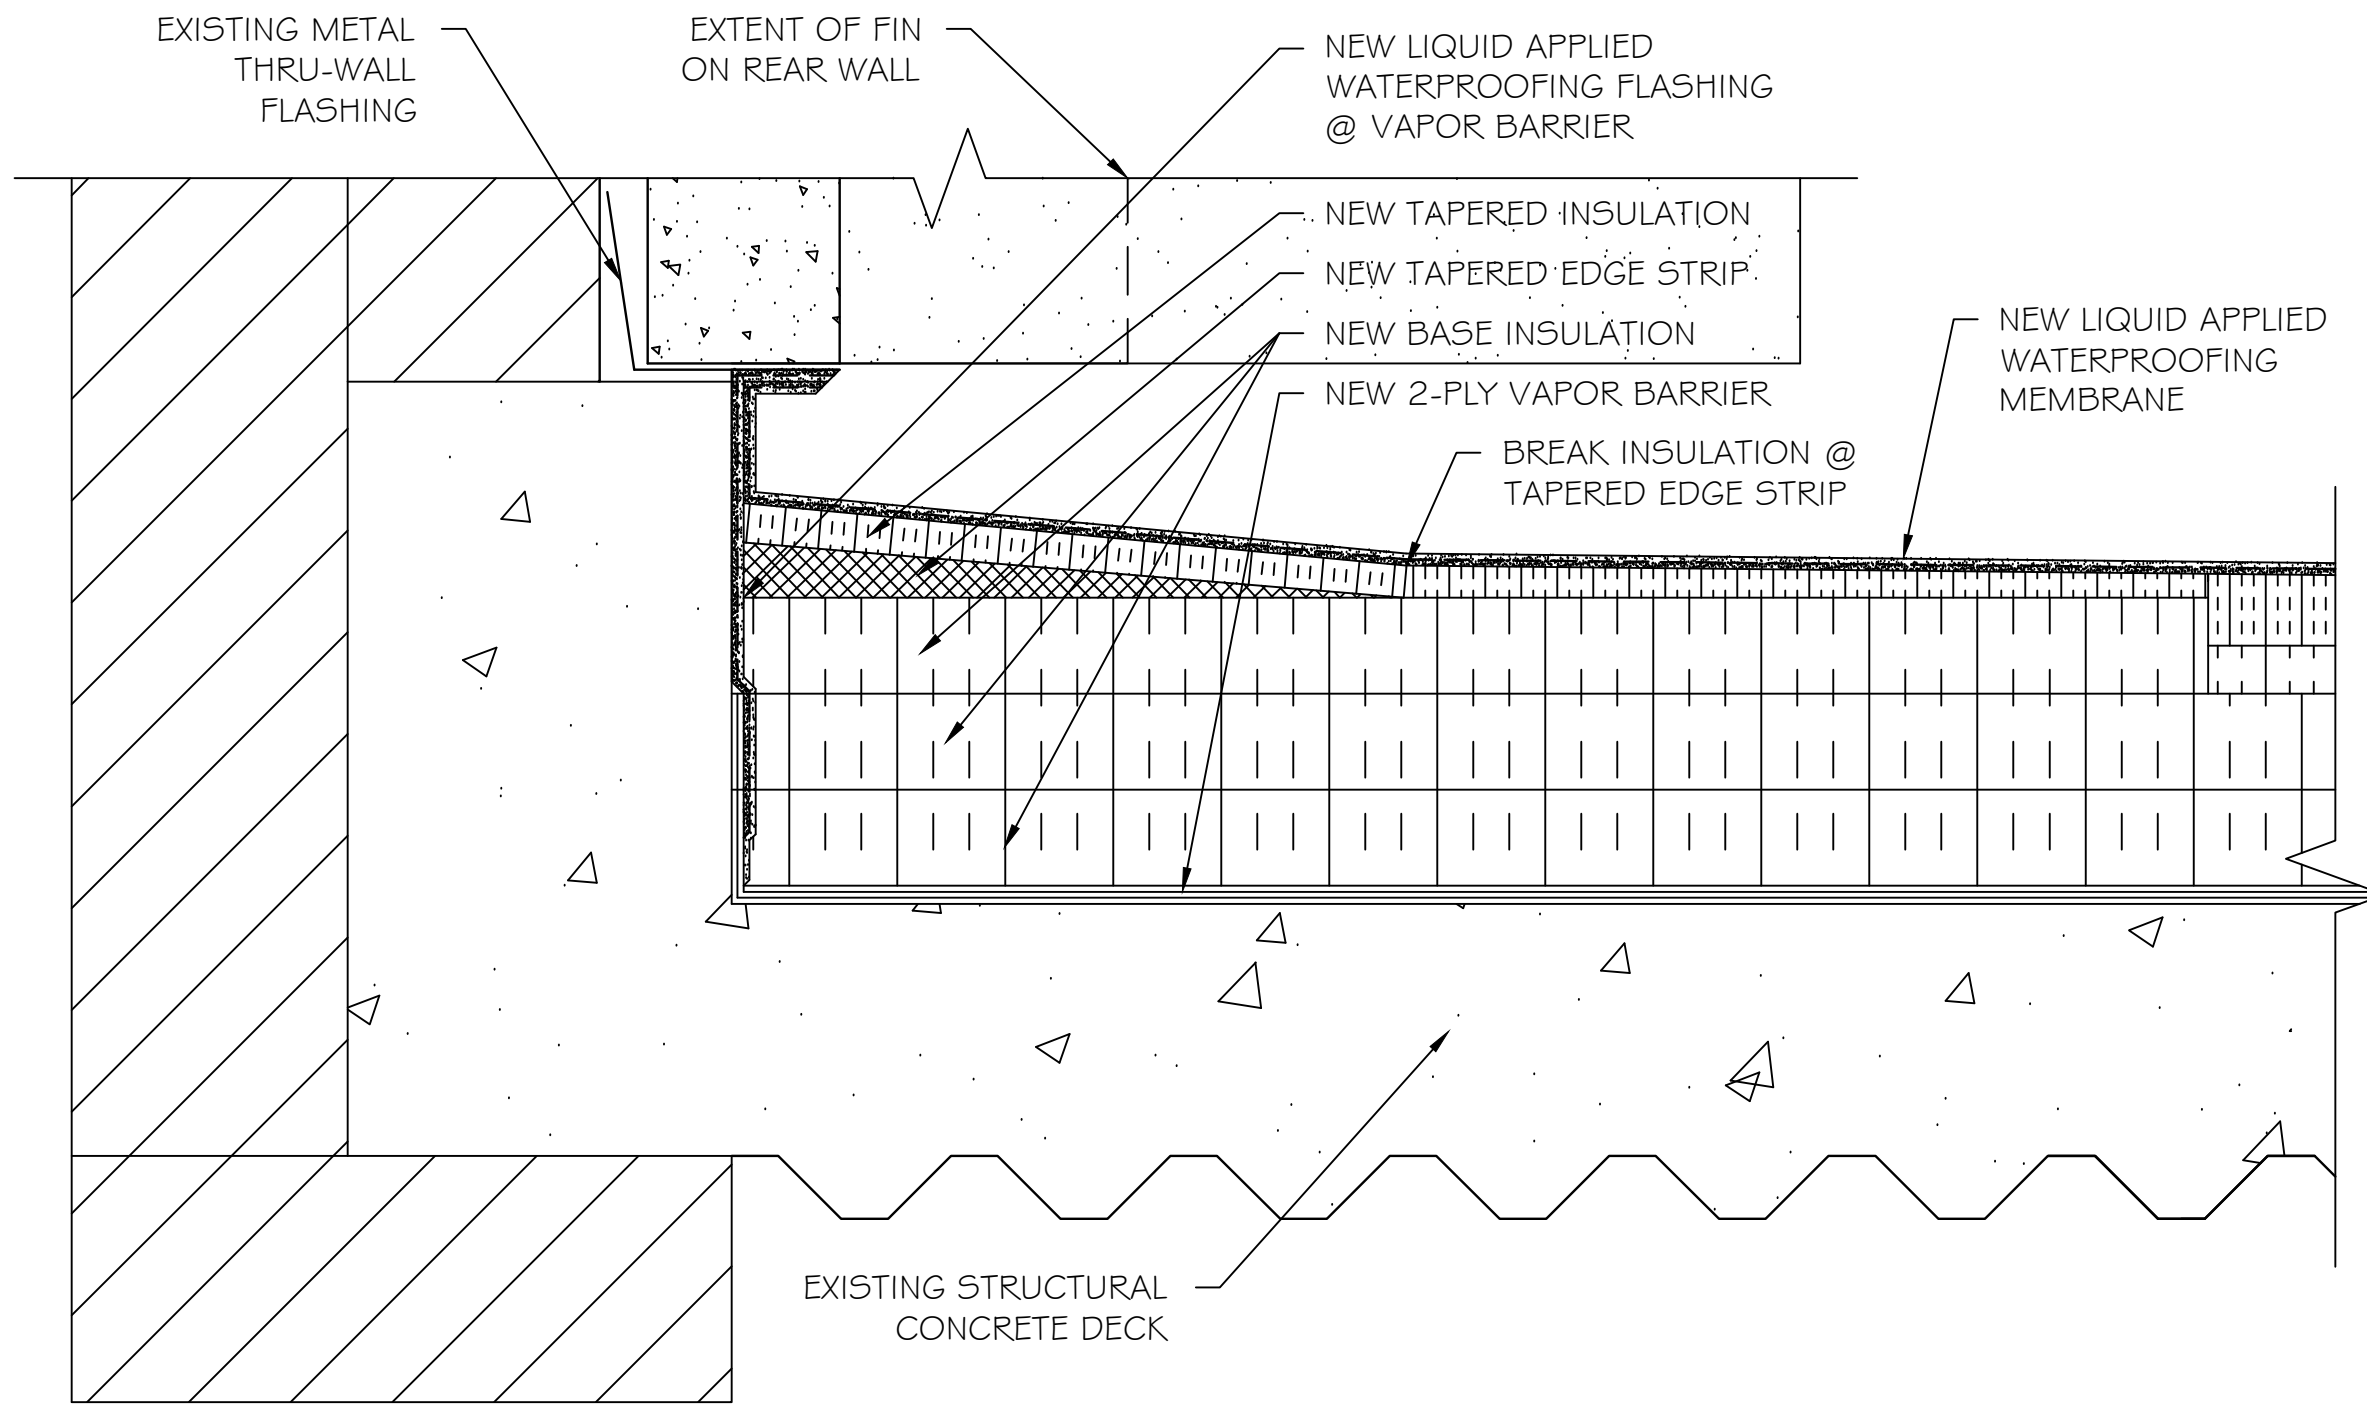 EXISTING METAL
THRU-WALL
FLASHING
EXTENT OF FIN
ON REAR WALL
NEW LIQUID APPLIED
WATERPROOFING FLASHING
@ VAPOR BARRIER
NEW TAPERED INSULATION
NEW TAPERED EDGE STRIP
NEW BASE INSULATION
NEW 2-PLY VAPOR BARRIER
BREAK INSULATION @
TAPERED EDGE STRIP
NEW LIQUID APPLIED
WATERPROOFING
MEMBRANE
EXISTING STRUCTURAL
CONCRETE DECK